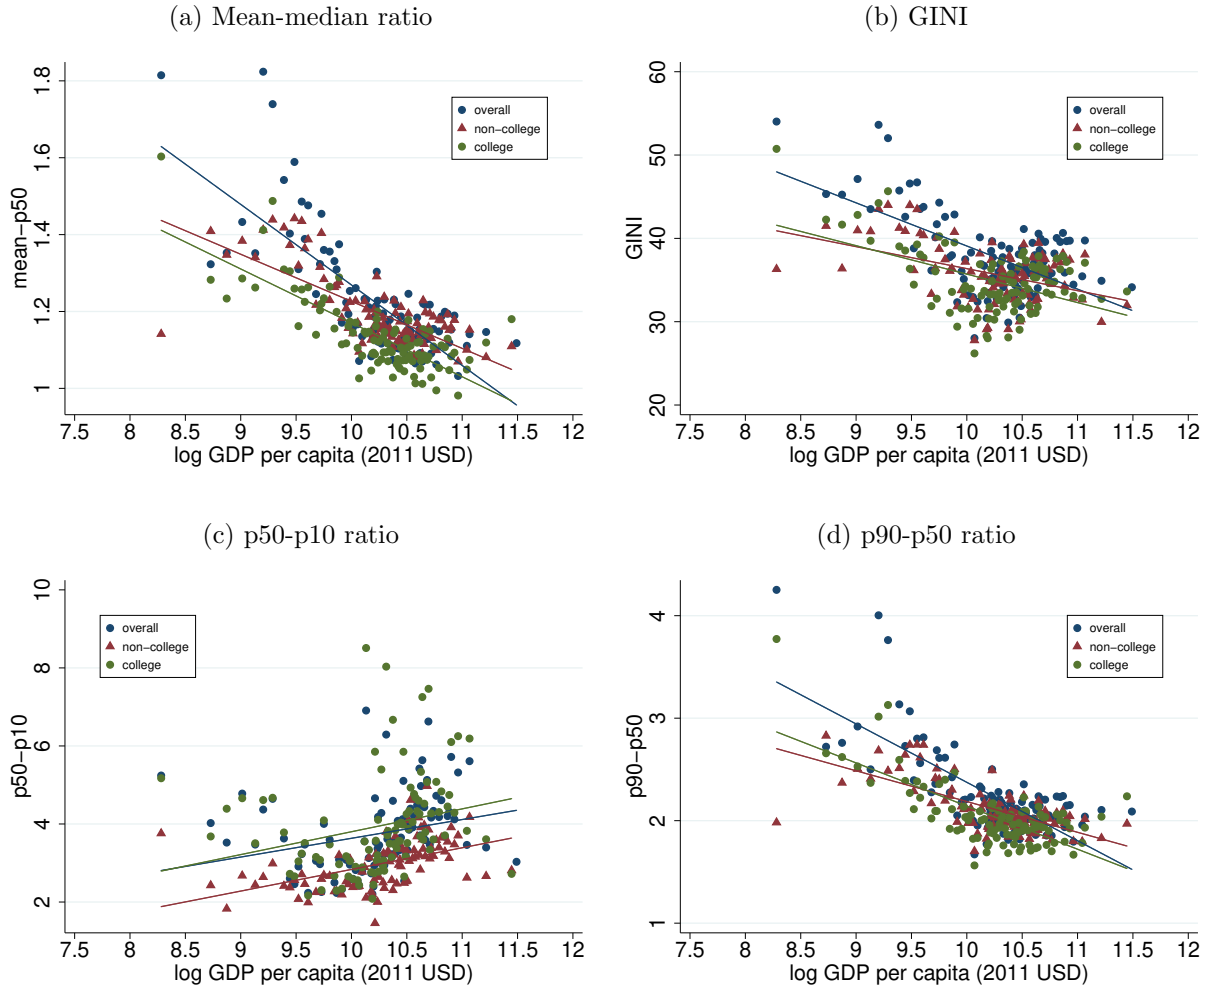 (a) Mean-median ratio
mean−p50
1 1.2 1.4 1.6 1.8
overall
non−college
college
7.5 8 8.5 9 9.5 10 10.5 11 11.5 12
log GDP per capita (2011 USD)
(b) GINI
GINI
20 30 40 50 60
overall
non−college
college
7.5 8 8.5 9 9.5 10 10.5 11 11.5 12
log GDP per capita (2011 USD)
(c) p50-p10 ratio
p50−p10
2 4 6 8 10
overall
non−college
college
7.5 8 8.5 9 9.5 10 10.5 11 11.5 12
log GDP per capita (2011 USD)
(d) p90-p50 ratio
p90−p50
1 2 3 4
overall
non−college
college
7.5 8 8.5 9 9.5 10 10.5 11 11.5 12
log GDP per capita (2011 USD)